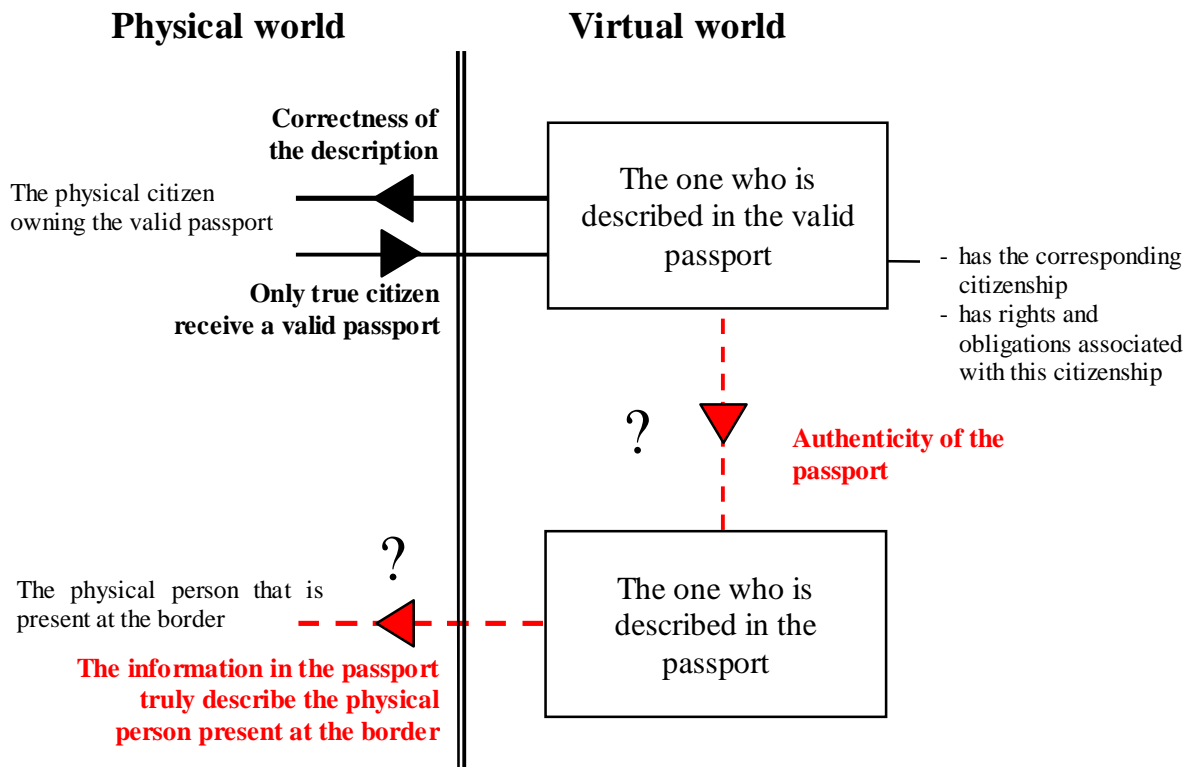 Physical world
Virtual world
Correctness of
the description
The physical citizen
owning the valid passport
Only true citizen
receive a valid passport
The one who is
described in the valid
passport
- has the corresponding
citizenship
- has rights and
obligations associated
with this citizenship
?
Authenticity of the
passport
?
The physical person that is
present at the border
The information in the passport
truly describe the physical
person present at the border
The one who is
described in the
passport